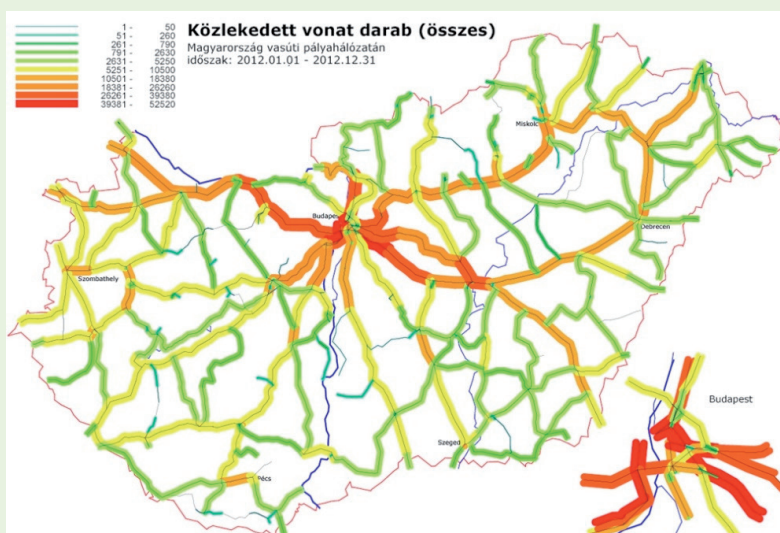 Közlekedett vonat darab (összes)
Magyarország vasúti pályahálózatán
időszak: 2012.01.01 - 2012.12.31
1 - 50
51 - 260
261 - 790
791 - 2630
2631 - 5250
5251 - 10500
10501 - 18380
18381 - 26260
26261 - 39380
39381 - 52520
Miskolc
Budapest
Debrecen
Szombathely
Budapest
Szeged
Pécs